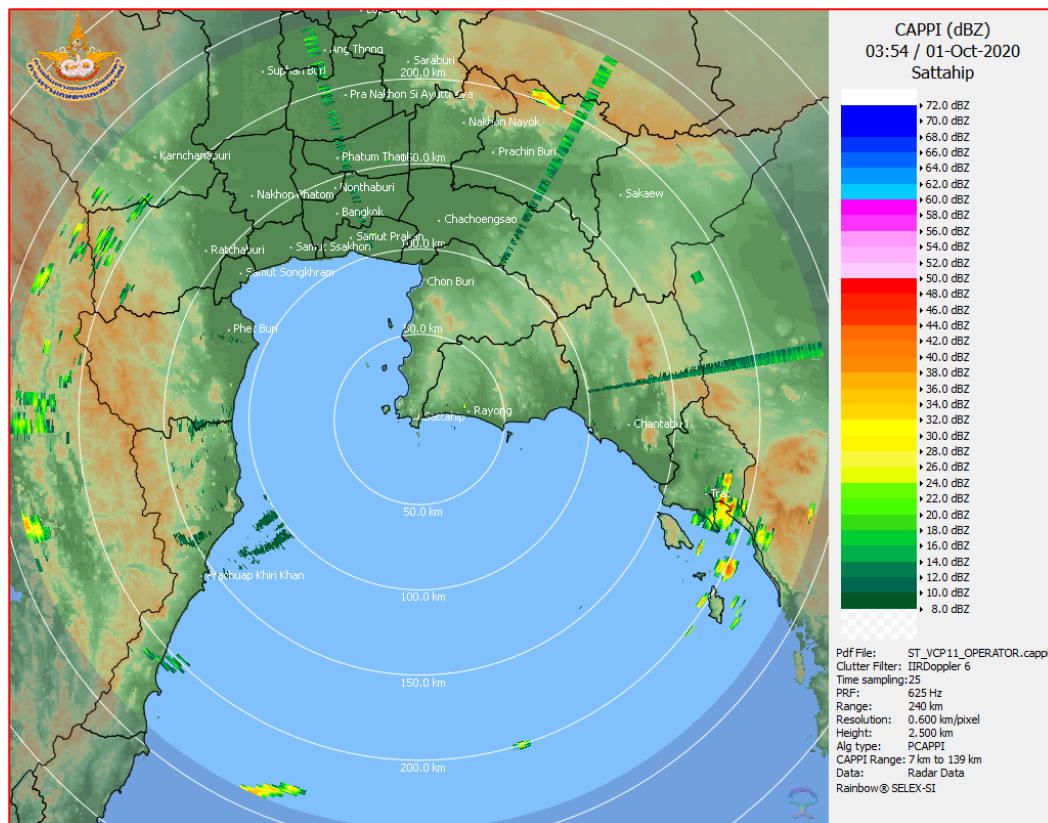 CAPPI (dBZ)
03:54 / 01-Oct-2020
Sattahip
72.0 dBZ
70.0 dBZ
68.0 dBZ
66.0 dBZ
64.0 dBZ
62.0 dBZ
60.0 dBZ
58.0 dBZ
56.0 dBZ
54.0 dBZ
52.0 dBZ
50.0 dBZ
48.0 dBZ
46.0 dBZ
44.0 dBZ
42.0 dBZ
40.0 dBZ
38.0 dBZ
36.0 dBZ
34.0 dBZ
32.0 dBZ
30.0 dBZ
28.0 dBZ
26.0 dBZ
24.0 dBZ
22.0 dBZ
20.0 dBZ
18.0 dBZ
16.0 dBZ
14.0 dBZ
12.0 dBZ
10.0 dBZ
8.0 dBZ
Pdf File: ST_VCP11_OPERATOR.cappi
Clutter Filter: IIRDoppler 6
Time sampling: 25
PRF: 625 Hz
Range: 240 km
Resolution: 0.600 km/pixel
Height: 2.500 km
Alg type: PCAPPI
CAPPI Range: 7 km to 139 km
Data: Radar Data
Rainbow® SELEX-SI
Ang Thong
Saraburi
Suphan Buri
200.0 km
Pra Nakhon Si Ayutthaya
Nakhon Nayok
Karnchanaburi
Phatum Thani
150.0 km
Prachin Buri
Nonthaburi
Nakhon Phatom
Sakaew
Bangkok
Chachoengsao
Samut Prakan
Ratchaburi
Samut Ssakhon
100.0 km
Samut Songkhram
Chon Buri
Phet Buri
50.0 km
Sattahip
Rayong
Chantaburi
Trat
50.0 km
Prachuap Khiri Khan
100.0 km
150.0 km
200.0 km